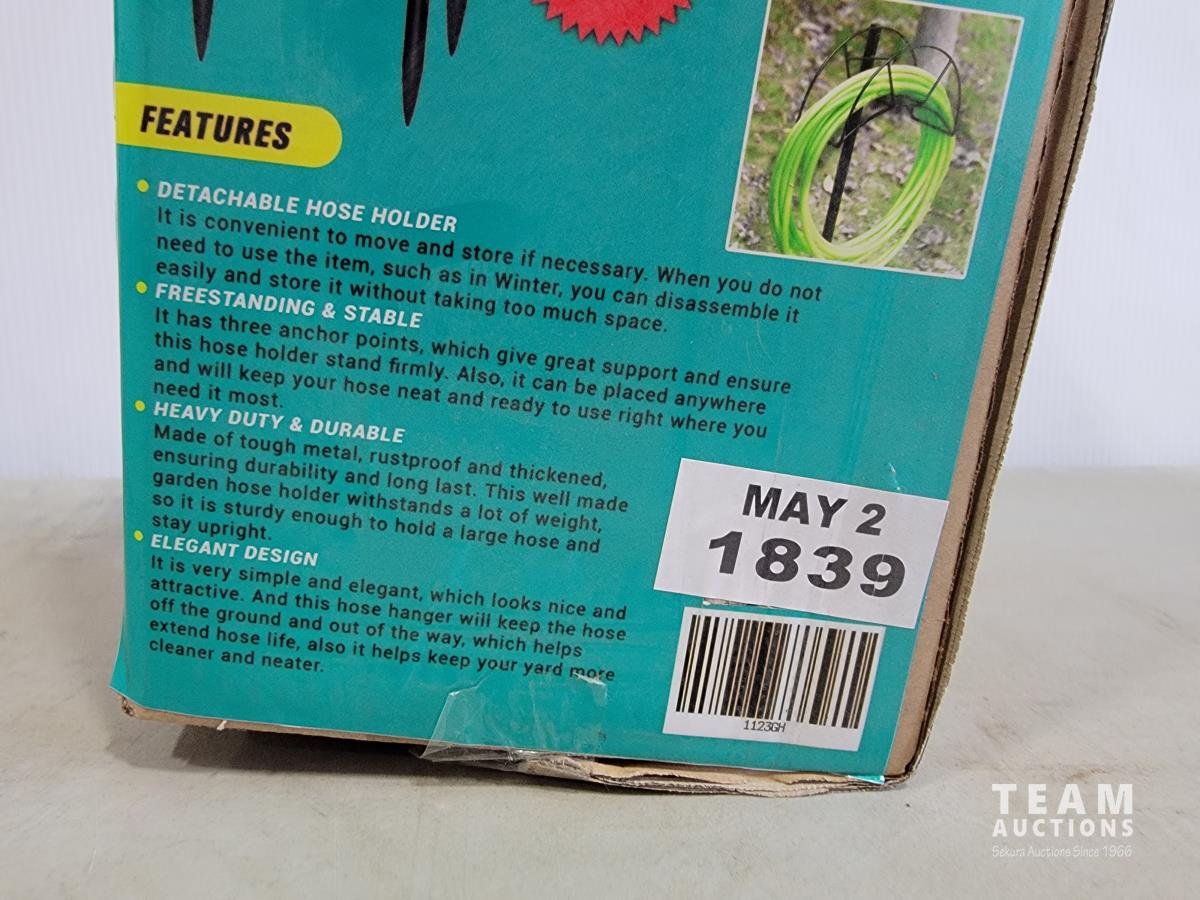 FEATURES
DETACHABLE HOSE HOLDER
It is convenient to move and store if necessary. When you do not
need to use the item, such as in Winter, you can disassemble it
easily and store it without taking too much space.
FREESTANDING & STABLE
It has three anchor points, which give great support and ensure
this hose holder stand firmly. Also, it can be placed anywhere
and will keep your hose neat and ready to use right where you
need it most.
HEAVY DUTY & DURABLE
Made of tough metal, rustproof and thickened,
ensuring durability and long last. This well made
garden hose holder withstands a lot of weight,
so it is sturdy enough to hold a large hose and
stay upright.
ELEGANT DESIGN
It is very simple and elegant, which looks nice and
attractive. And this hose hanger will keep the hose
off the ground and out of the way, which helps
extend hose life, also it helps keep your yard more
cleaner and neater.
MAY 2
1839
1123GH
TEAM
AUCTIONS
Sekura Auctions Since 1966